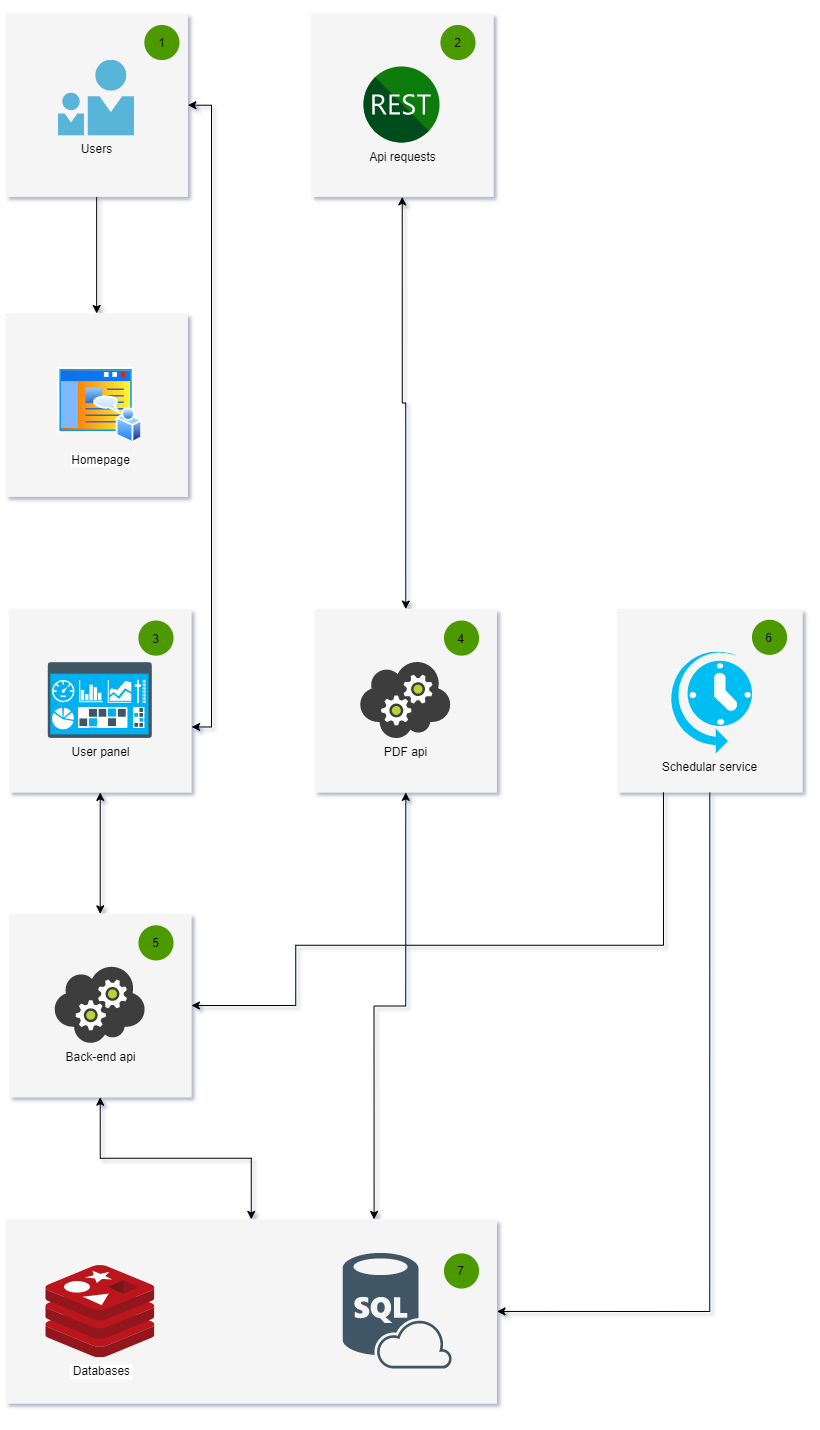 1
Users
2
REST
Api requests
Homepage
3
User panel
4
PDF api
6
Schedular service
5
Back-end api
7
SQL
Databases